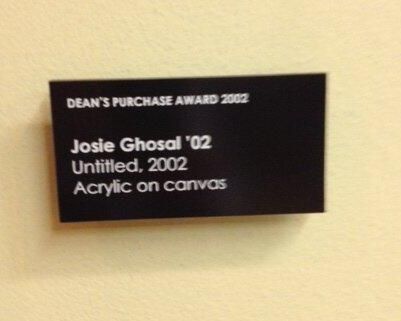 DEAN'S PURCHASE AWARD 2002
Josie Ghosal '02
Untitled, 2002
Acrylic on canvas